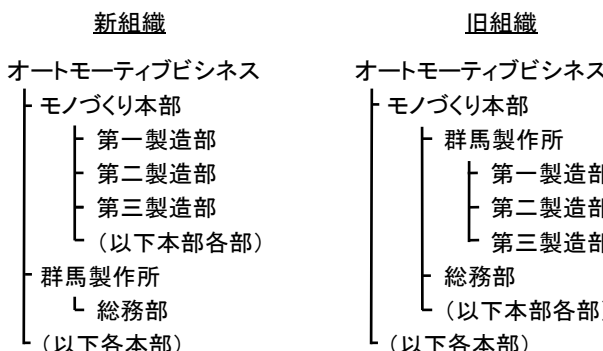 新組織
オートモーティブビシネス
モノづくり本部
第一製造部
第二製造部
第三製造部
（以下本部各部）
群馬製作所
総務部
（以下各本部）
旧組織
オートモーティブビシネス
モノづくり本部
群馬製作所
第一製造部
第二製造部
第三製造部
総務部
（以下本部各部）
（以下各本部）